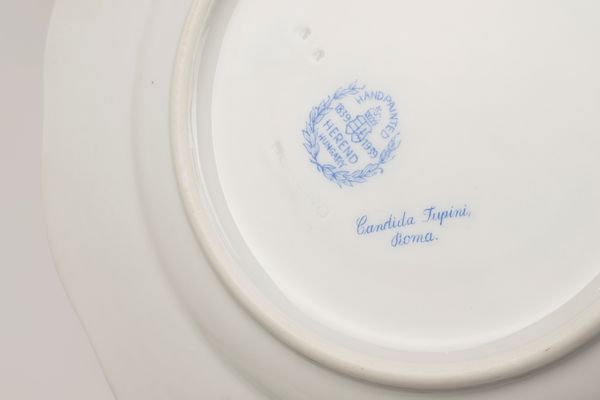 HANDPAINTED
1839 1939
HEREND
HUNGARY
Candida Tupini,
Roma.